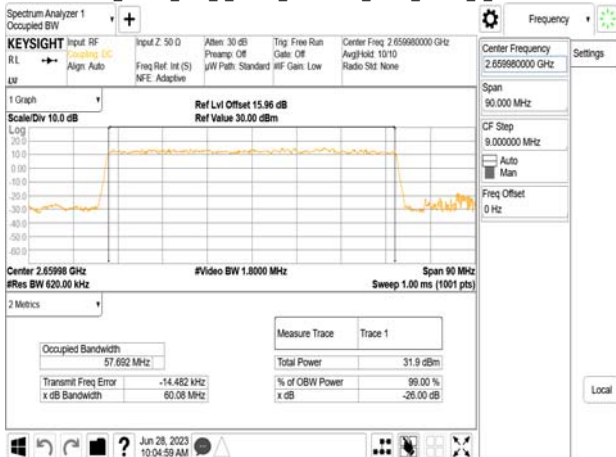 Spectrum Analyzer 1
Occupied BW
Frequency
KEYSIGHT
RL
Input: RF
Coupling: DC
Align: Auto
Input Z: 50 Ω
Freq Ref: Int (S)
NFE: Adaptive
Atten: 30 dB
Preamp: Off
µW Path: Standard
Trig: Free Run
Gate: Off
#IF Gain: Low
Center Freq: 2.659980000 GHz
Avg|Hold: 10/10
Radio Std: None
1 Graph
Scale/Div 10.0 dB
Ref Lvl Offset 15.96 dB
Ref Value 30.00 dBm
Log
20.0
10.0
0.00
-10.0
-20.0
-30.0
-40.0
-50.0
-60.0
Center 2.65998 GHz
#Res BW 620.00 kHz
#Video BW 1.8000 MHz
Span 90 MHz
Sweep 1.00 ms (1001 pts)
2 Metrics
Measure Trace Trace 1
Occupied Bandwidth
57.692 MHz
Total Power 31.9 dBm
Transmit Freq Error -14.482 kHz
% of OBW Power 99.00 %
x dB Bandwidth 60.08 MHz
x dB -26.00 dB
Jun 28, 2023
10:04:59 AM
Center Frequency
2.659980000 GHz
Settings
Span
90.000 MHz
CF Step
9.000000 MHz
Auto
Man
Freq Offset
0 Hz
Local